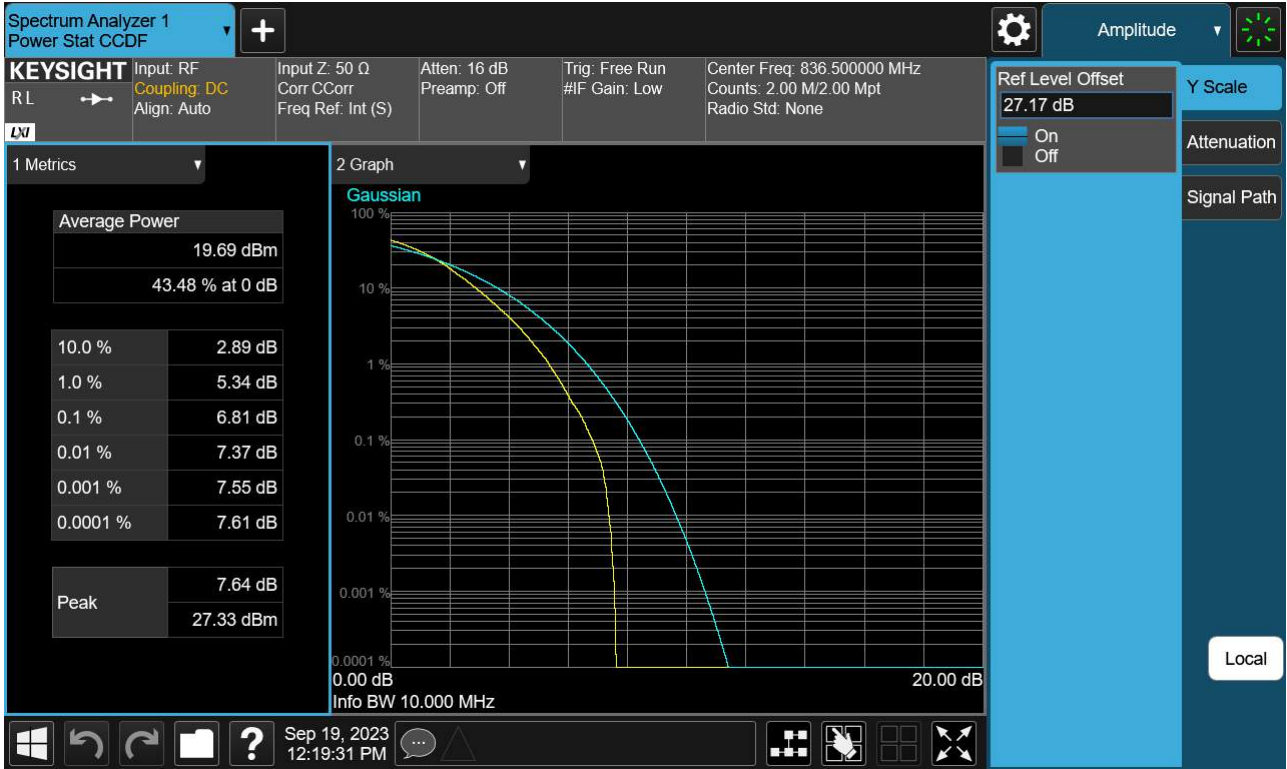 Spectrum Analyzer 1
Power Stat CCDF
+
Amplitude
KEYSIGHT
RL
LXI
Input: RF
Coupling: DC
Align: Auto
Input Z: 50 Ω
Corr CCorr
Freq Ref: Int (S)
Atten: 16 dB
Preamp: Off
Trig: Free Run
#IF Gain: Low
Center Freq: 836.500000 MHz
Counts: 2.00 M/2.00 Mpt
Radio Std: None
Ref Level Offset
27.17 dB
On
Off
Y Scale
Attenuation
Signal Path
Local
1 Metrics
Average Power
19.69 dBm
43.48 % at 0 dB
10.0 % 2.89 dB
1.0 % 5.34 dB
0.1 % 6.81 dB
0.01 % 7.37 dB
0.001 % 7.55 dB
0.0001 % 7.61 dB
Peak
7.64 dB
27.33 dBm
2 Graph
Gaussian
100 %
10 %
1 %
0.1 %
0.01 %
0.001 %
0.0001 %
0.00 dB 20.00 dB
Info BW 10.000 MHz
?
Sep 19, 2023
12:19:31 PM